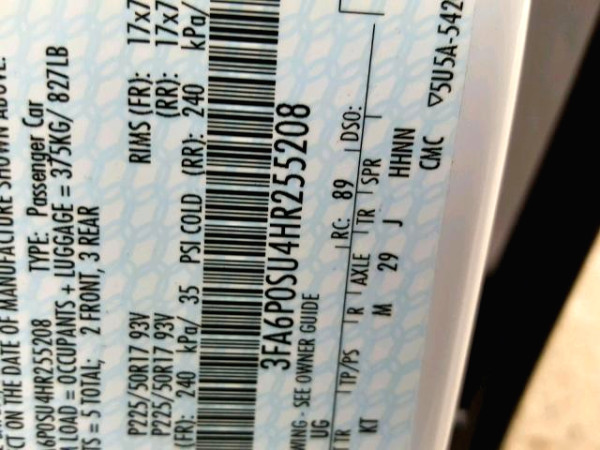 CT ON THE DATE OF MANUFACTURE SHOWN ABOVE.
6P0SU4HR255208 TYPE: Passenger Car
LOAD = OCCUPANTS + LUGGAGE = 375KG/ 827LB
TS = 5 TOTAL; 2 FRONT, 3 REAR
P225/50R17 93V RIMS (FR): 17x7
P225/50R17 93V (RR): 17x7
(FR): 240 kPa/ 35 PSI COLD (RR): 240 kPa/
3FA6P0SU4HR255208
WING - SEE OWNER GUIDE
UG RC: 89 DSO:
TR TP/PS R AXLE TR SPR
KT M 29 J HHNN
CMC ▽5U5A-542